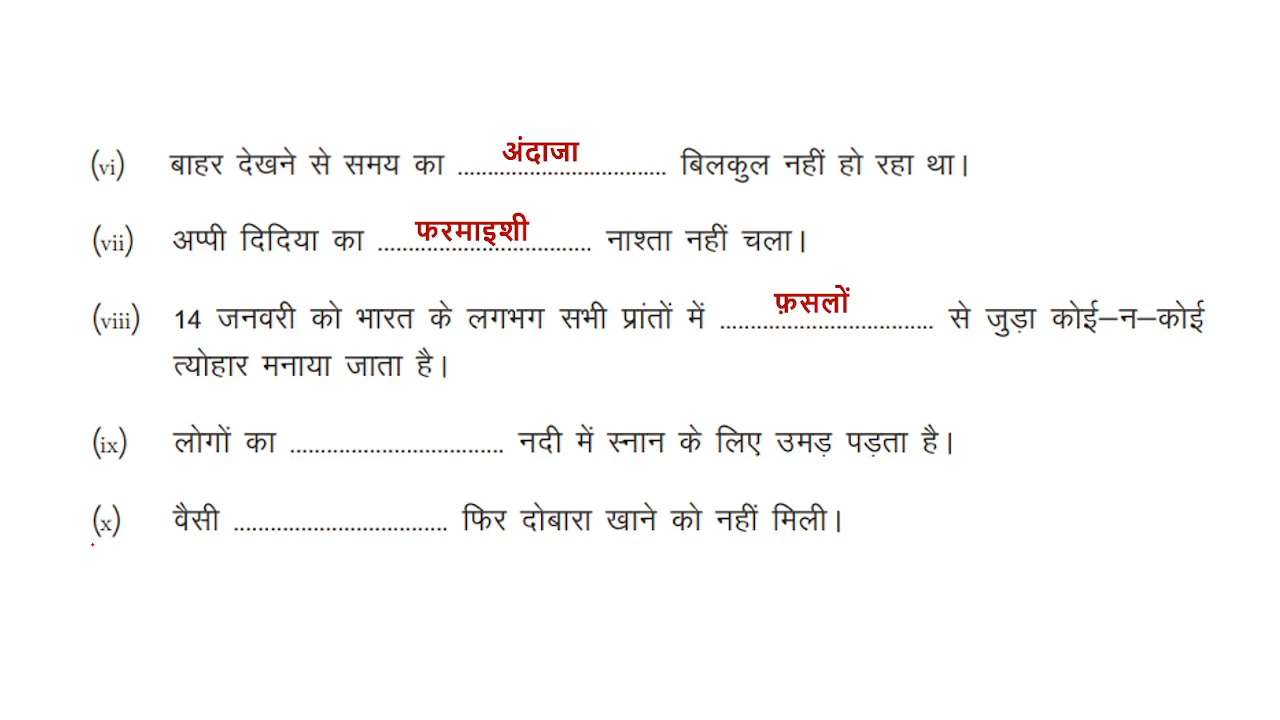 (vi) बाहर देखने से समय का ....अंदाजा.... बिलकुल नहीं हो रहा था।
(vii) अप्पी दिदिया का ....फरमाइशी.... नाश्ता नहीं चला।
(viii) 14 जनवरी को भारत के लगभग सभी प्रांतों में ....फ़सलों.... से जुड़ा कोई–न–कोई
त्योहार मनाया जाता है।
(ix) लोगों का .................................. नदी में स्नान के लिए उमड़ पड़ता है।
(x) वैसी .................................. फिर दोबारा खाने को नहीं मिली।